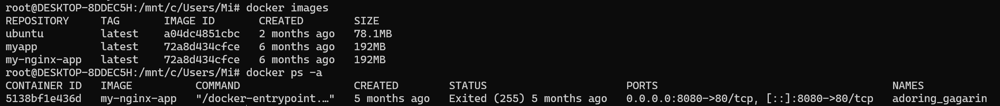 root@DESKTOP-8DDEC5H:/mnt/c/Users/Mi# docker images
REPOSITORY     TAG       IMAGE ID       CREATED        SIZE
ubuntu         latest    a04dc4851cbc   2 months ago   78.1MB
myapp          latest    72a8d434cfce   6 months ago   192MB
my-nginx-app   latest    72a8d434cfce   6 months ago   192MB
root@DESKTOP-8DDEC5H:/mnt/c/Users/Mi# docker ps -a
CONTAINER ID   IMAGE          COMMAND                  CREATED        STATUS                      PORTS                                     NAMES
5138bf1e436d   my-nginx-app   "/docker-entrypoint.…"   5 months ago   Exited (255) 5 months ago   0.0.0.0:8080->80/tcp, [::]:8080->80/tcp   adoring_gagarin